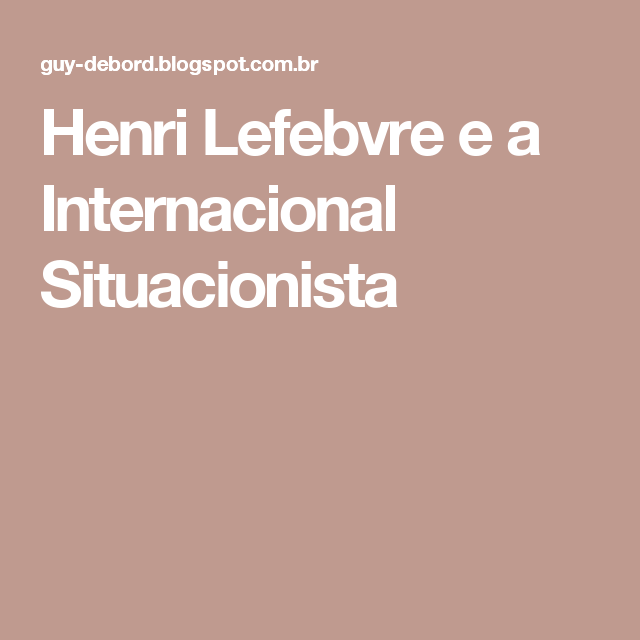 guy-debord.blogspot.com.br
Henri Lefebvre e a
Internacional
Situacionista